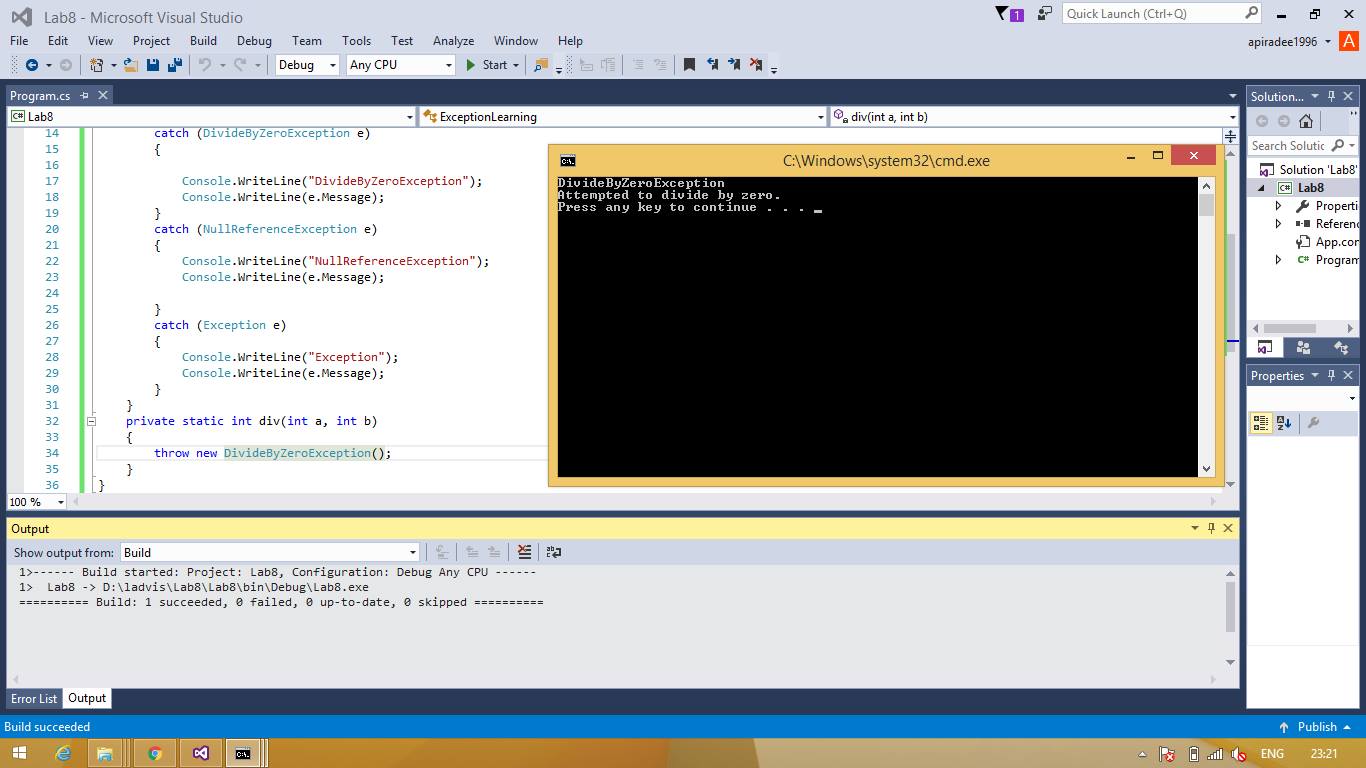 Lab8 - Microsoft Visual Studio
1
Quick Launch (Ctrl+Q)
File Edit View Project Build Debug Team Tools Test Analyze Window Help
apiradee1996
A
Debug
Any CPU
Start
Program.cs
C# Lab8
ExceptionLearning
div(int a, int b)
14 catch (DivideByZeroException e)
15 {
16
17 Console.WriteLine("DivideByZeroException");
18 Console.WriteLine(e.Message);
19 }
20 catch (NullReferenceException e)
21 {
22 Console.WriteLine("NullReferenceException");
23 Console.WriteLine(e.Message);
24
25 }
26 catch (Exception e)
27 {
28 Console.WriteLine("Exception");
29 Console.WriteLine(e.Message);
30 }
31 }
32 private static int div(int a, int b)
33 {
34 throw new DivideByZeroException();
35 }
36 }
100 %
C:\Windows\system32\cmd.exe
DivideByZeroException
Attempted to divide by zero.
Press any key to continue . . . _
Solution...
Search Solutio
Solution 'Lab8'
C# Lab8
Properti
Referenc
App.con
C# Program
Properties
Output
Show output from: Build
1>------ Build started: Project: Lab8, Configuration: Debug Any CPU ------
1>  Lab8 -> D:\ladvis\Lab8\Lab8\bin\Debug\Lab8.exe
========== Build: 1 succeeded, 0 failed, 0 up-to-date, 0 skipped ==========
Error List Output
Build succeeded
Publish
ENG 23:21